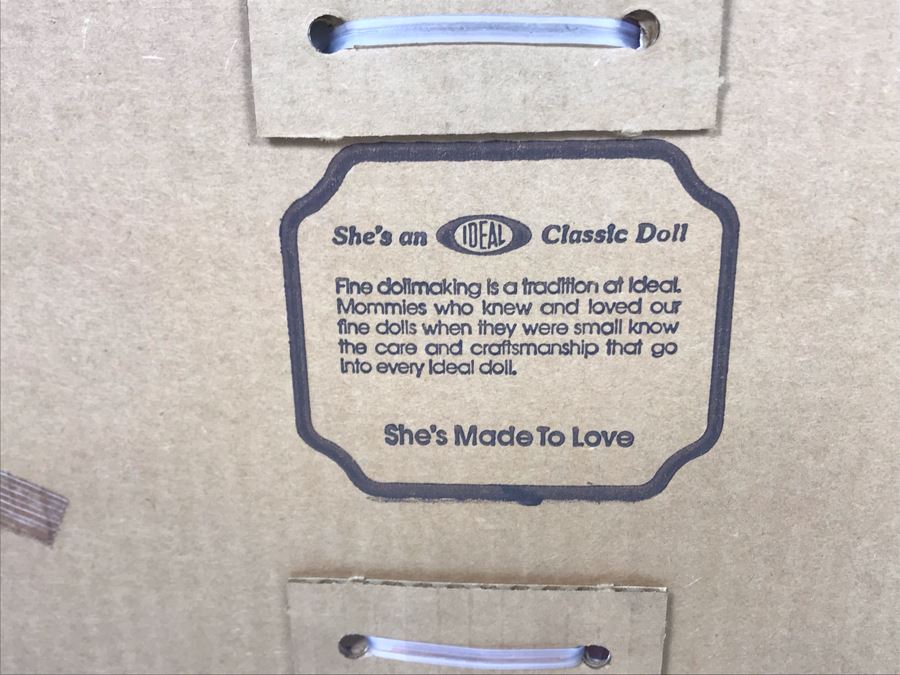 She's an IDEAL Classic Doll
Fine dollmaking is a tradition at Ideal.
Mommies who knew and loved our
fine dolls when they were small know
the care and craftsmanship that go
into every Ideal doll.
She's Made To Love